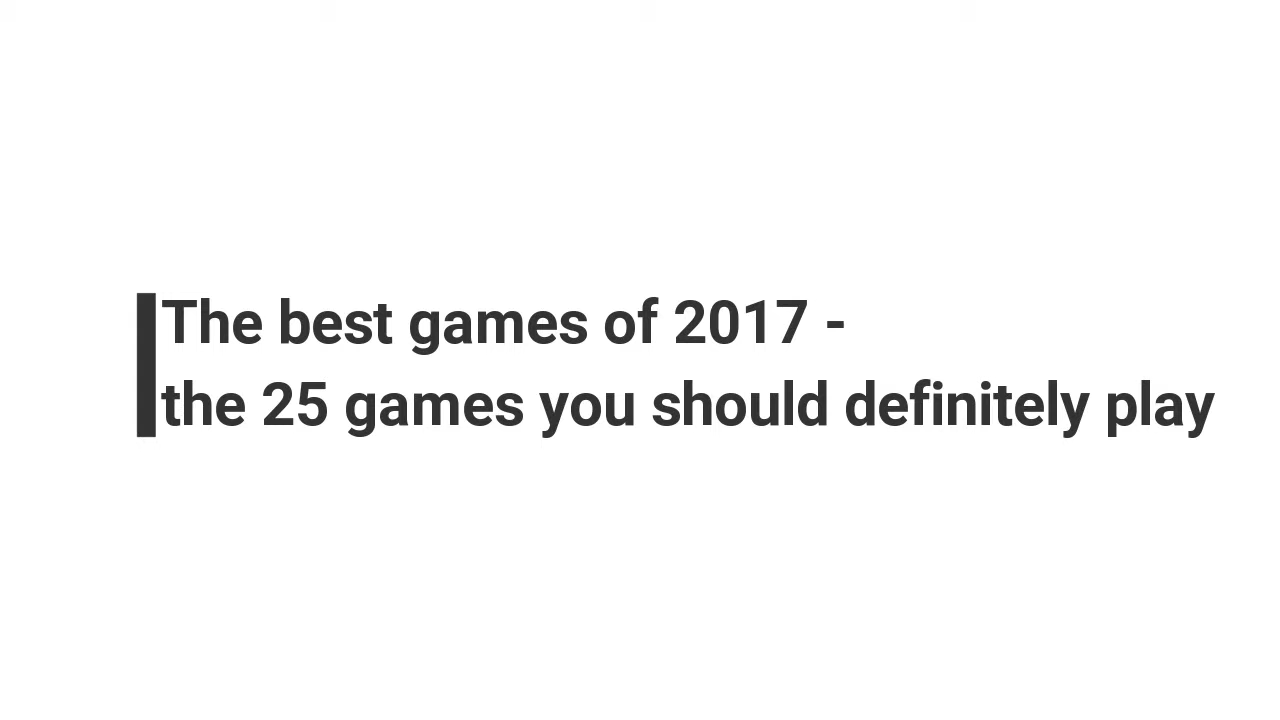 The best games of 2017 -
the 25 games you should definitely play